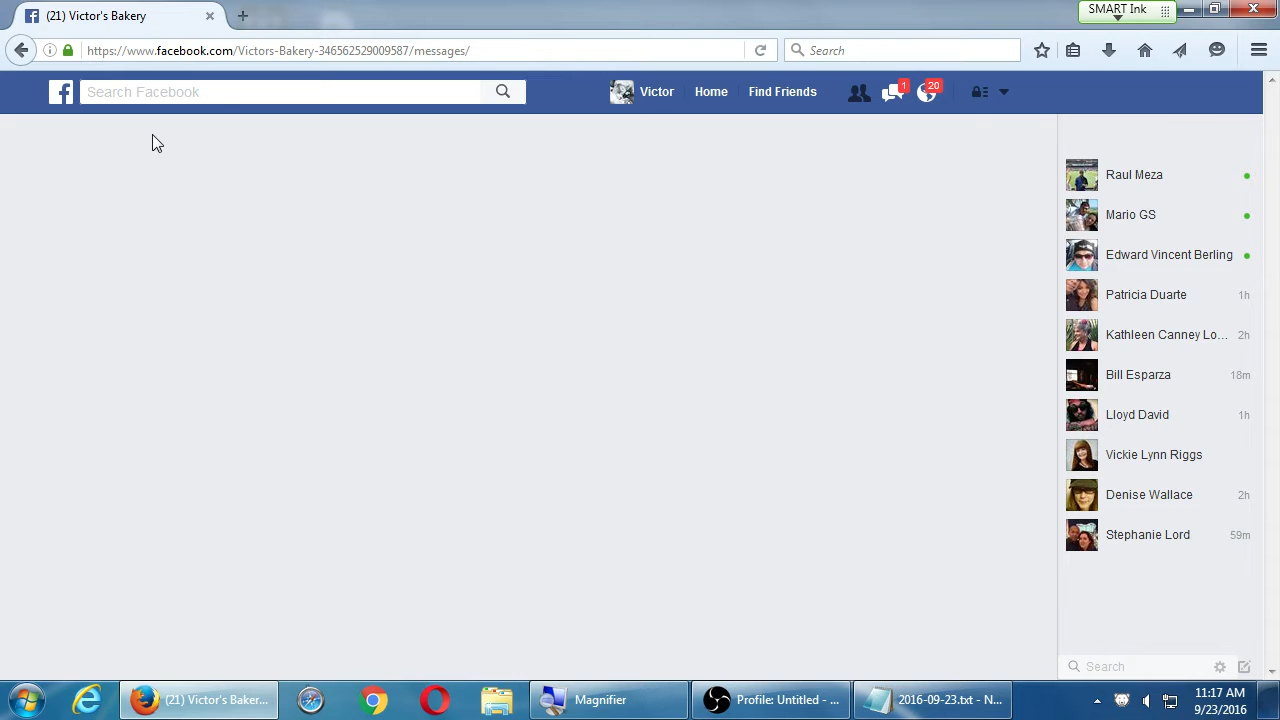 (21) Victor's Bakery
SMART Ink
https://www.facebook.com/Victors-Bakery-346562529009587/messages/
Search
Search Facebook
Victor
Home
Find Friends
1
20
Raul Meza
Mario GS
Edward Vincent Berling
Patricia Duarte 1h
Kathleen Canney Lo... 2h
Bill Esparza 18m
Lloyd David 1h
Vickie Lynn Riggs
Denise Wallace 2h
Stephanie Lord 59m
Search
(21) Victor's Baker...
Magnifier
Profile: Untitled - ...
2016-09-23.txt - N...
11:17 AM
9/23/2016